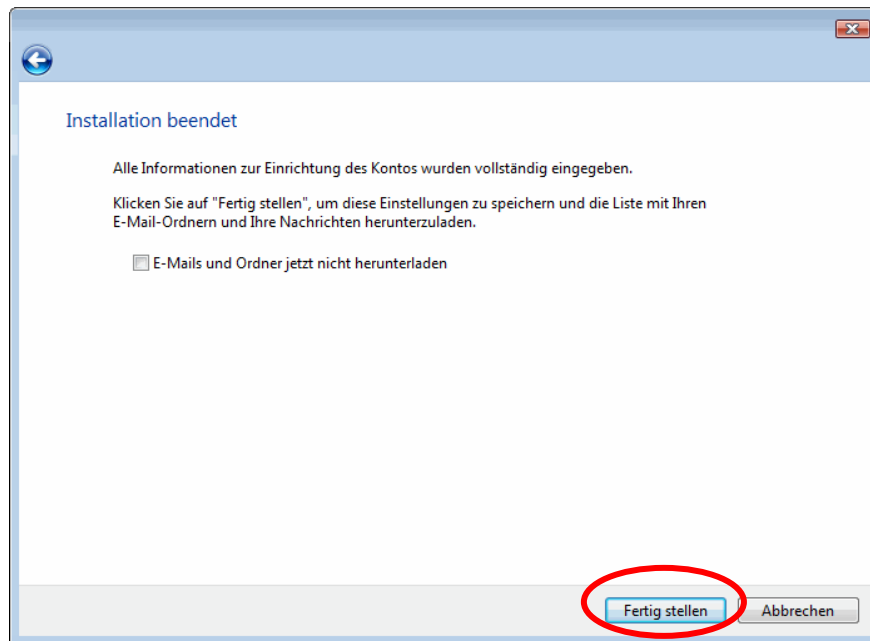 Installation beendet
Alle Informationen zur Einrichtung des Kontos wurden vollständig eingegeben.
Klicken Sie auf "Fertig stellen", um diese Einstellungen zu speichern und die Liste mit Ihren
E-Mail-Ordnern und Ihre Nachrichten herunterzuladen.
E-Mails und Ordner jetzt nicht herunterladen
Fertig stellen
Abbrechen